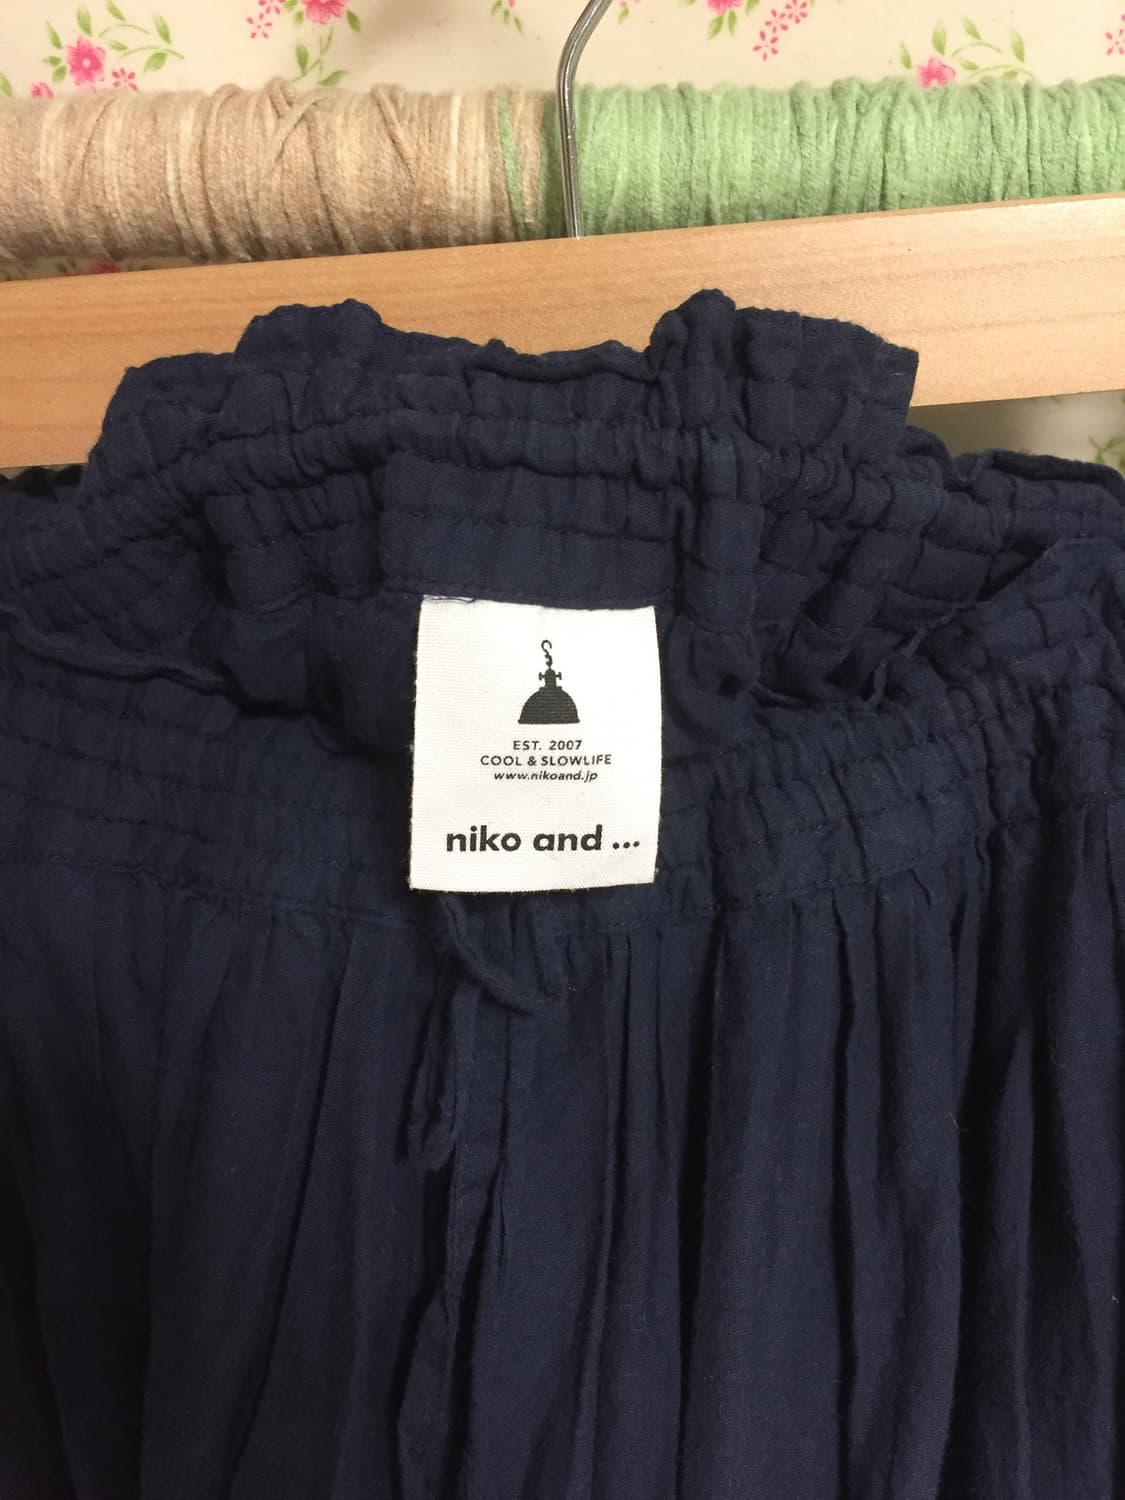 EST. 2007
COOL & SLOWLIFE
www.nikoand.jp
niko and ...